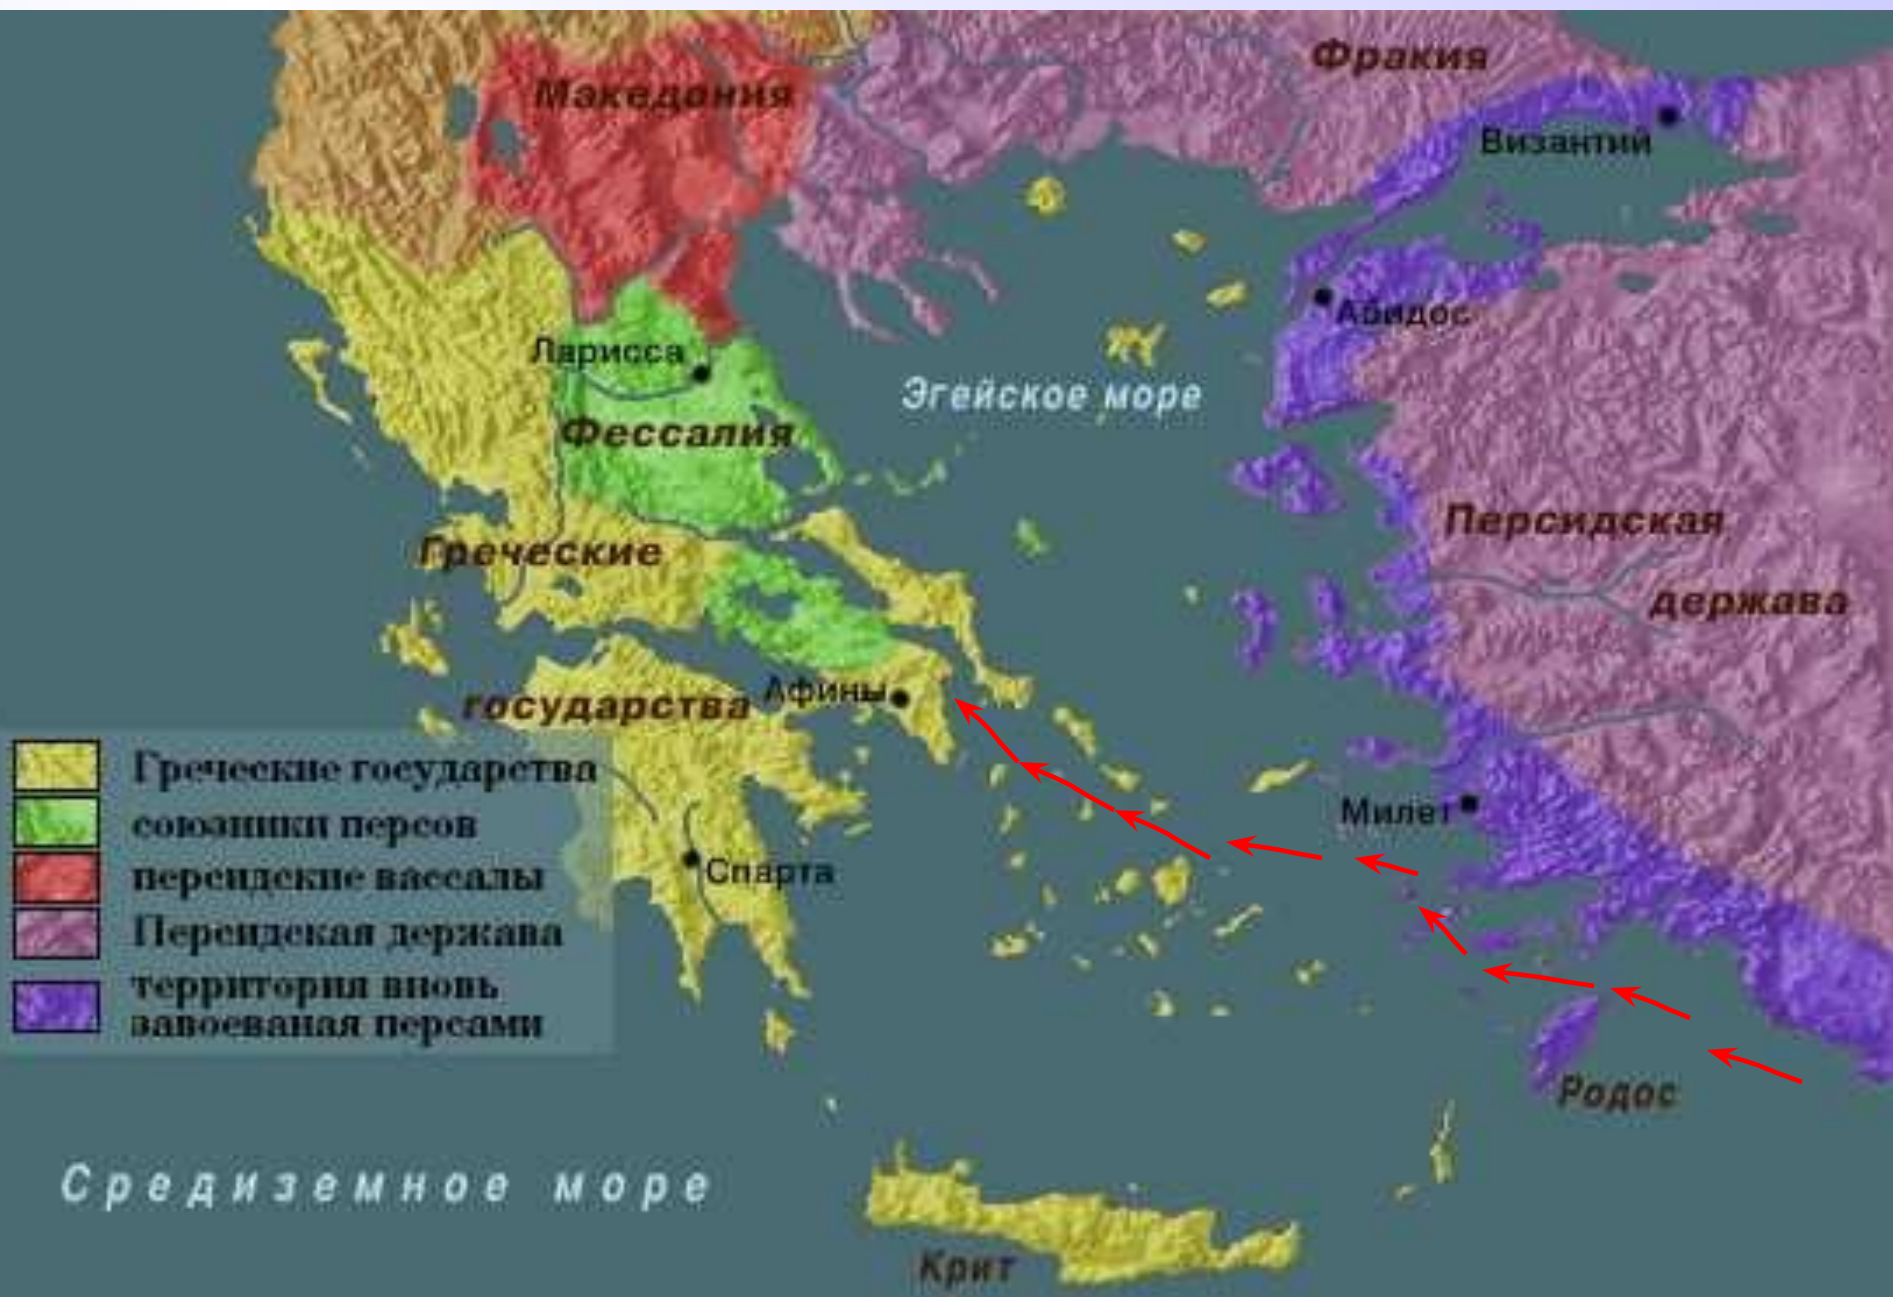 Фракия
Македония
Византий
Абидос
Ларисса
Эгейское море
Фессалия
Персидская
держава
Греческие
государства
Афины
Милет
Спарта
Родос
Средиземное море
Крит
Греческие государства
союзники персов
персидские вассалы
Персидская держава
территория вновь
завоеваная персами